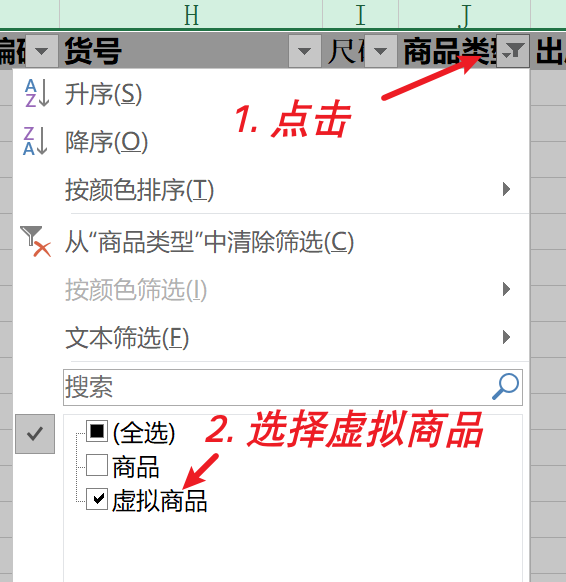 H I J
编码 货号 尺码 商品类型 出
升序(S)
1. 点击
降序(O)
按颜色排序(T)
从“商品类型”中清除筛选(C)
按颜色筛选(I)
文本筛选(F)
搜索
(全选)
2. 选择虚拟商品
商品
虚拟商品